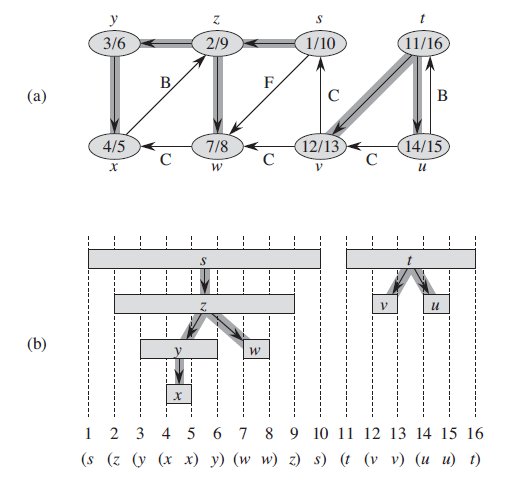 y z s t
3/6 2/9 1/10 11/16
B F C B
(a)
4/5 7/8 12/13 14/15
C C C
x w v u
s t
z v u
(b)
y w
x
1 2 3 4 5 6 7 8 9 10 11 12 13 14 15 16
(s (z (y (x x) y) (w w) z) s) (t (v v) (u u) t)